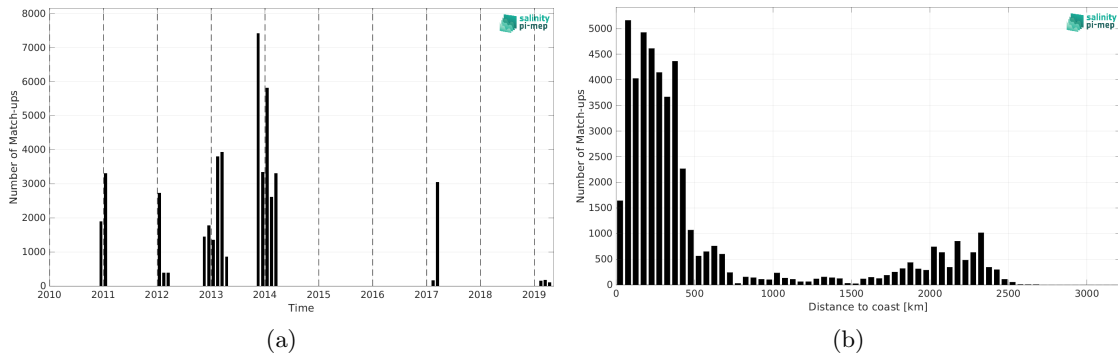 8000
7000
6000
5000
4000
3000
2000
1000
0
Number of Match-ups
2010 2011 2012 2013 2014 2015 2016 2017 2018 2019
Time
salinity
pi-mep
(a)
5000
4500
4000
3500
3000
2500
2000
1500
1000
500
0
Number of Match-ups
0 500 1000 1500 2000 2500 3000
Distance to coast [km]
salinity
pi-mep
(b)